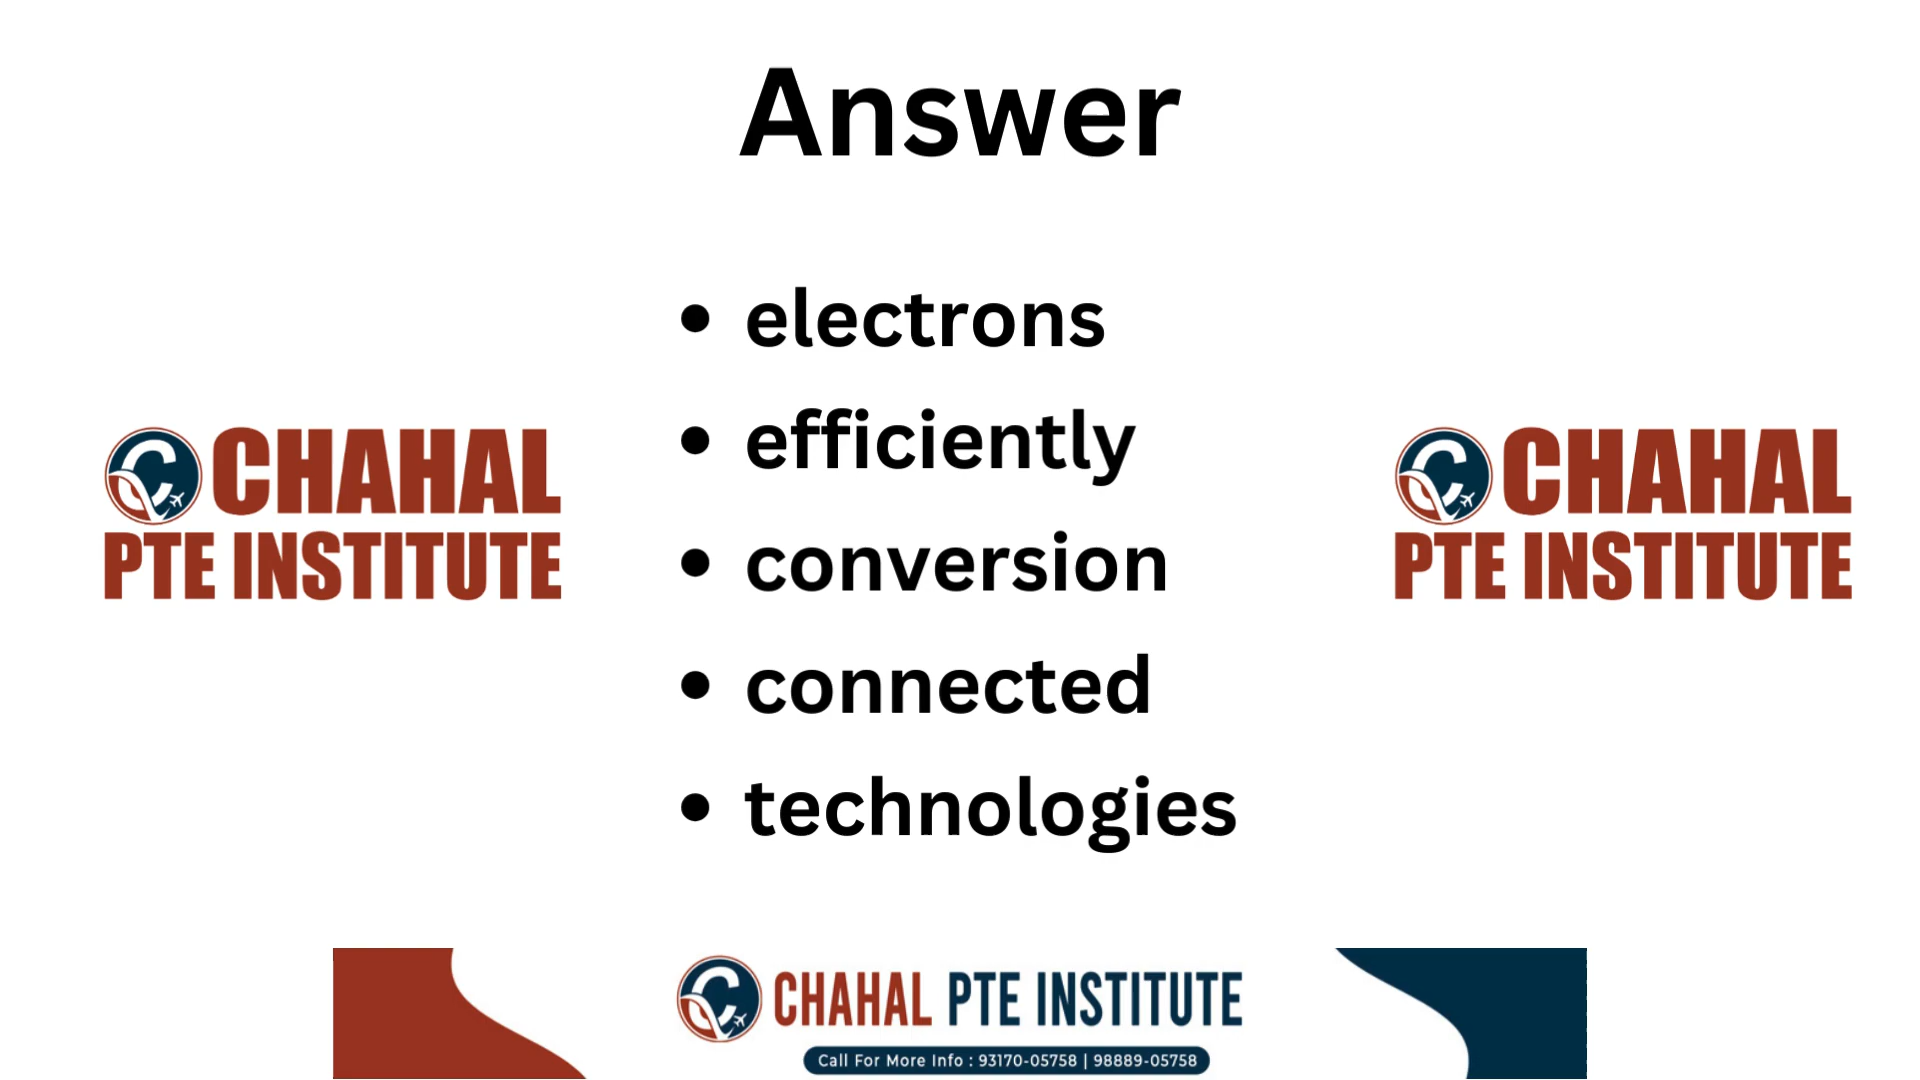 Answer
• electrons
• efficiently
• conversion
• connected
• technologies
CHAHAL
PTE INSTITUTE
CHAHAL
PTE INSTITUTE
CHAHAL PTE INSTITUTE
Call For More Info : 93170-05758 | 98889-05758